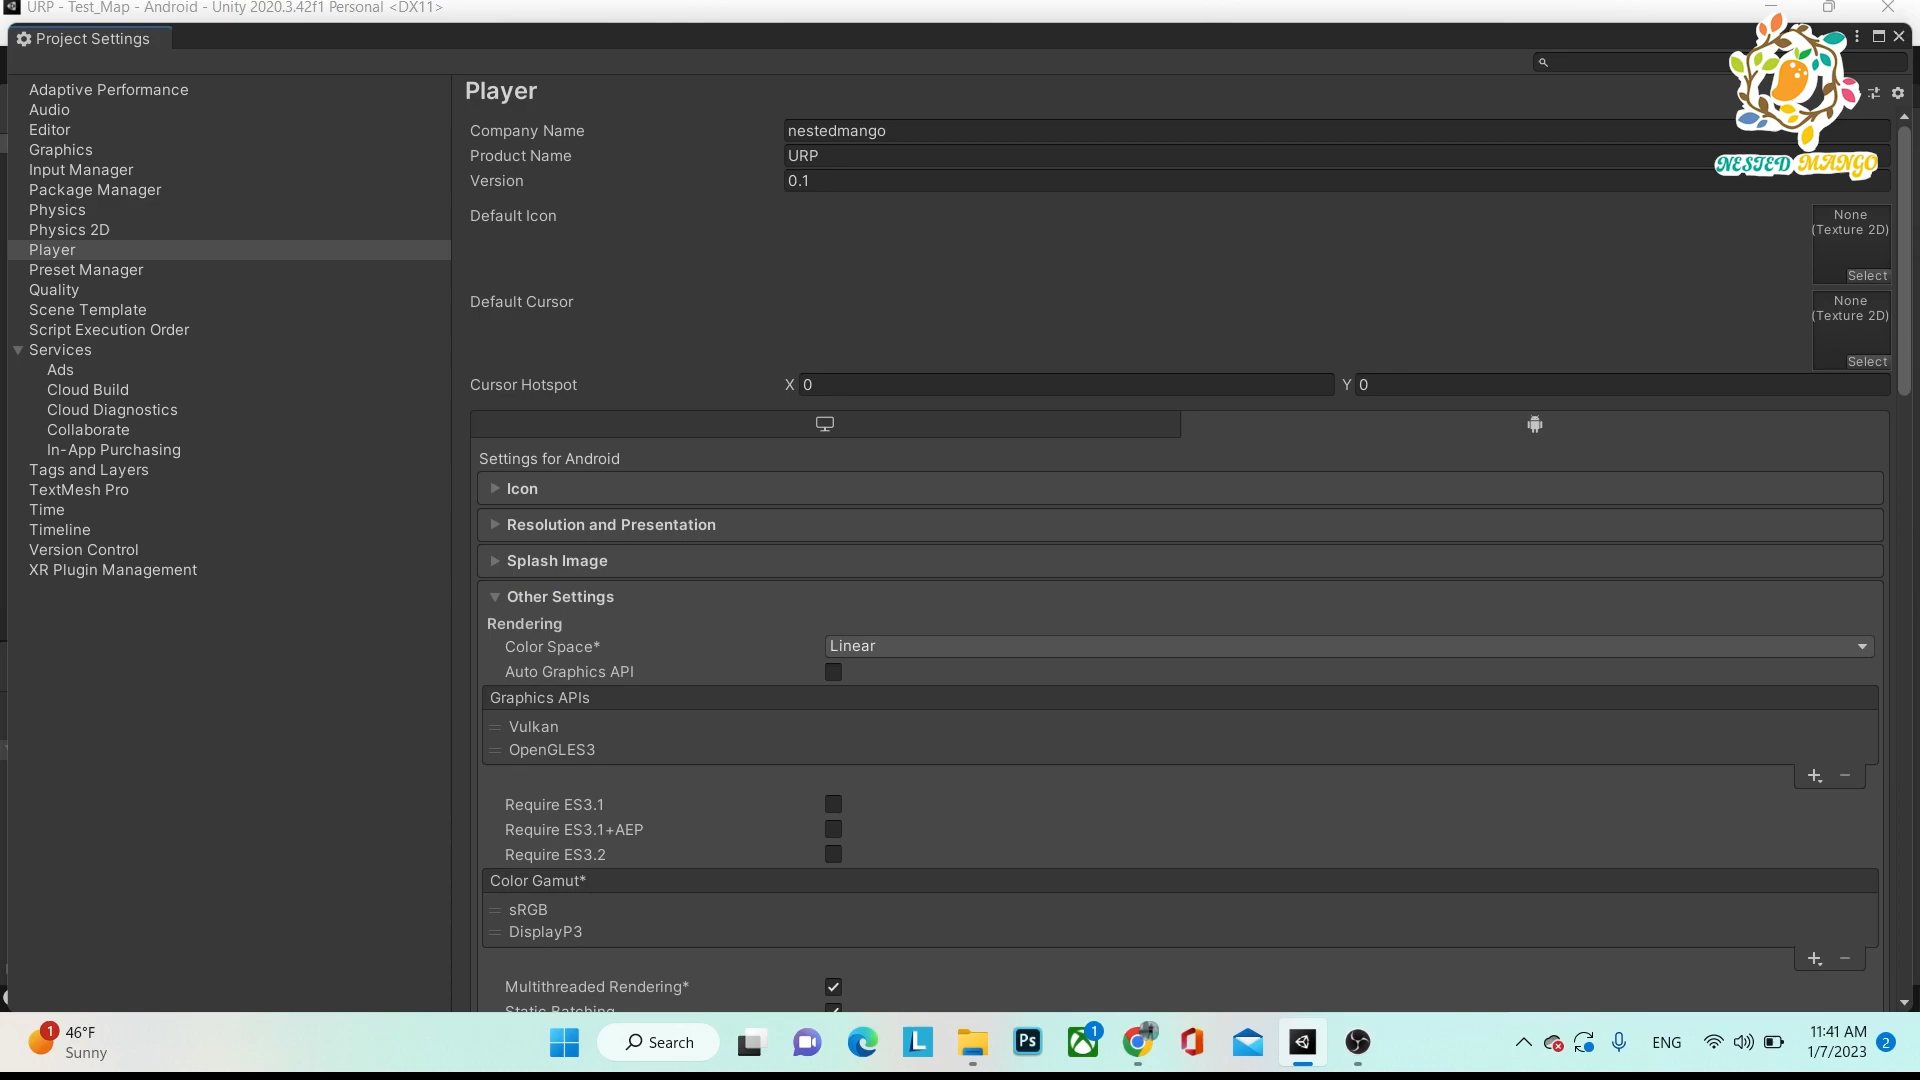 URP - Test_Map - Android - Unity 2020.3.42f1 Personal <DX11>
Project Settings
NESTED MANGO
Adaptive Performance
Audio
Editor
Graphics
Input Manager
Package Manager
Physics
Physics 2D
Player
Preset Manager
Quality
Scene Template
Script Execution Order
Services
Ads
Cloud Build
Cloud Diagnostics
Collaborate
In-App Purchasing
Tags and Layers
TextMesh Pro
Time
Timeline
Version Control
XR Plugin Management
Player
Company Name nestedmango
Product Name URP
Version 0.1
Default Icon
None
(Texture 2D)
Select
Default Cursor
None
(Texture 2D)
Select
Cursor Hotspot X 0 Y 0
Settings for Android
Icon
Resolution and Presentation
Splash Image
Other Settings
Rendering
Color Space* Linear
Auto Graphics API
Graphics APIs
Vulkan
OpenGLES3
Require ES3.1
Require ES3.1+AEP
Require ES3.2
Color Gamut*
sRGB
DisplayP3
Multithreaded Rendering*
Static Batching
1 46°F
Sunny
Search
L
Ps
1
ENG
11:41 AM
1/7/2023
2